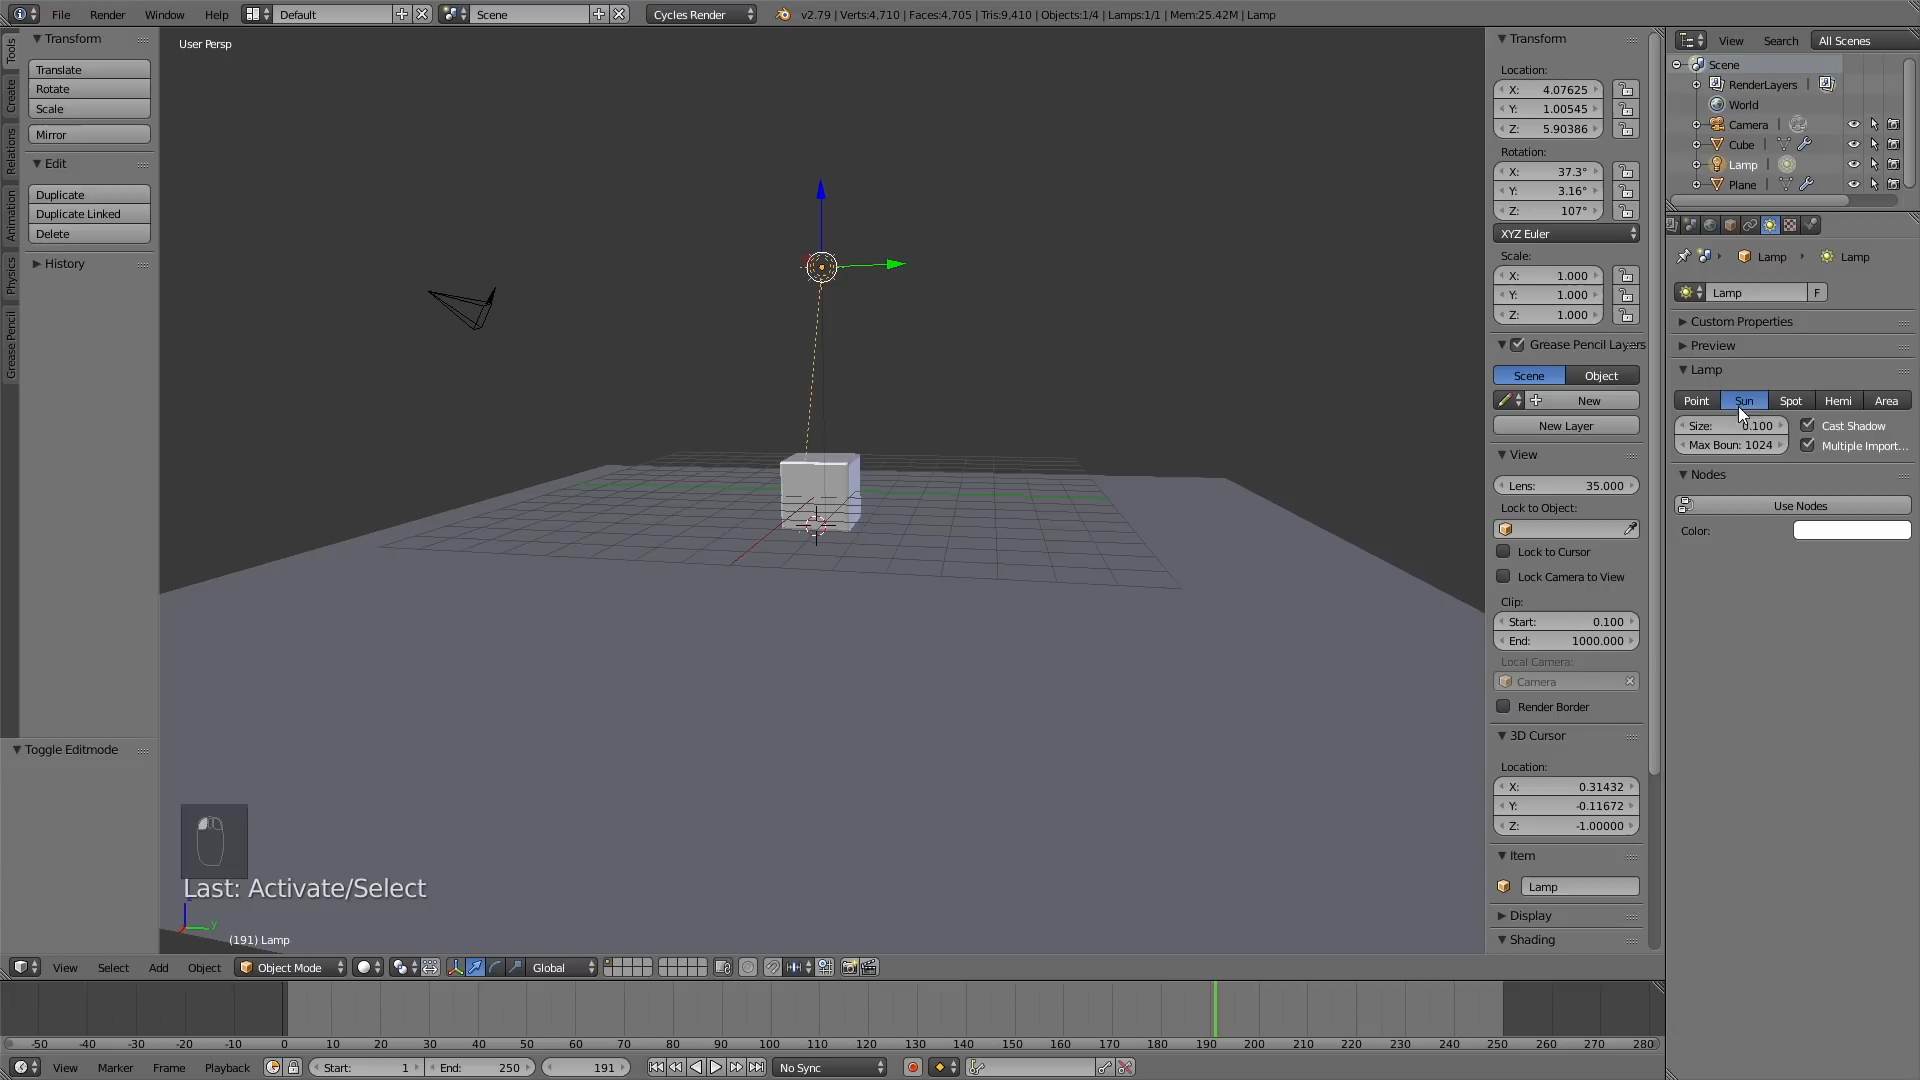 File Render Window Help Default Scene Cycles Render v2.79 | Verts:4,710 | Faces:4,705 | Tris:9,410 | Objects:1/4 | Lamps:1/1 | Mem:25.42M | Lamp
Tools
Create
Relations
Animation
Physics
Grease Pencil
Transform
Translate
Rotate
Scale
Mirror
Edit
Duplicate
Duplicate Linked
Delete
History
Toggle Editmode
User Persp
Last: Activate/Select
y
(191) Lamp
Transform
Location:
X: 4.07625
Y: 1.00545
Z: 5.90386
Rotation:
X: 37.3°
Y: 3.16°
Z: 107°
XYZ Euler
Scale:
X: 1.000
Y: 1.000
Z: 1.000
Grease Pencil Layers
Scene Object
New
New Layer
View
Lens: 35.000
Lock to Object:
Lock to Cursor
Lock Camera to View
Clip:
Start: 0.100
End: 1000.000
Local Camera:
Camera
Render Border
3D Cursor
Location:
X: 0.31432
Y: -0.11672
Z: -1.00000
Item
Lamp
Display
Shading
View Search All Scenes
Scene
RenderLayers
World
Camera
Cube
Lamp
Plane
Lamp Lamp
Lamp F
Custom Properties
Preview
Lamp
Point Sun Spot Hemi Area
Size: 0.100 Cast Shadow
Max Boun: 1024 Multiple Import...
Nodes
Use Nodes
Color:
View Select Add Object Object Mode Global
-50 -40 -30 -20 -10 0 10 20 30 40 50 60 70 80 90 100 110 120 130 140 150 160 170 180 190 200 210 220 230 240 250 260 270 280
View Marker Frame Playback Start: 1 End: 250 191 No Sync